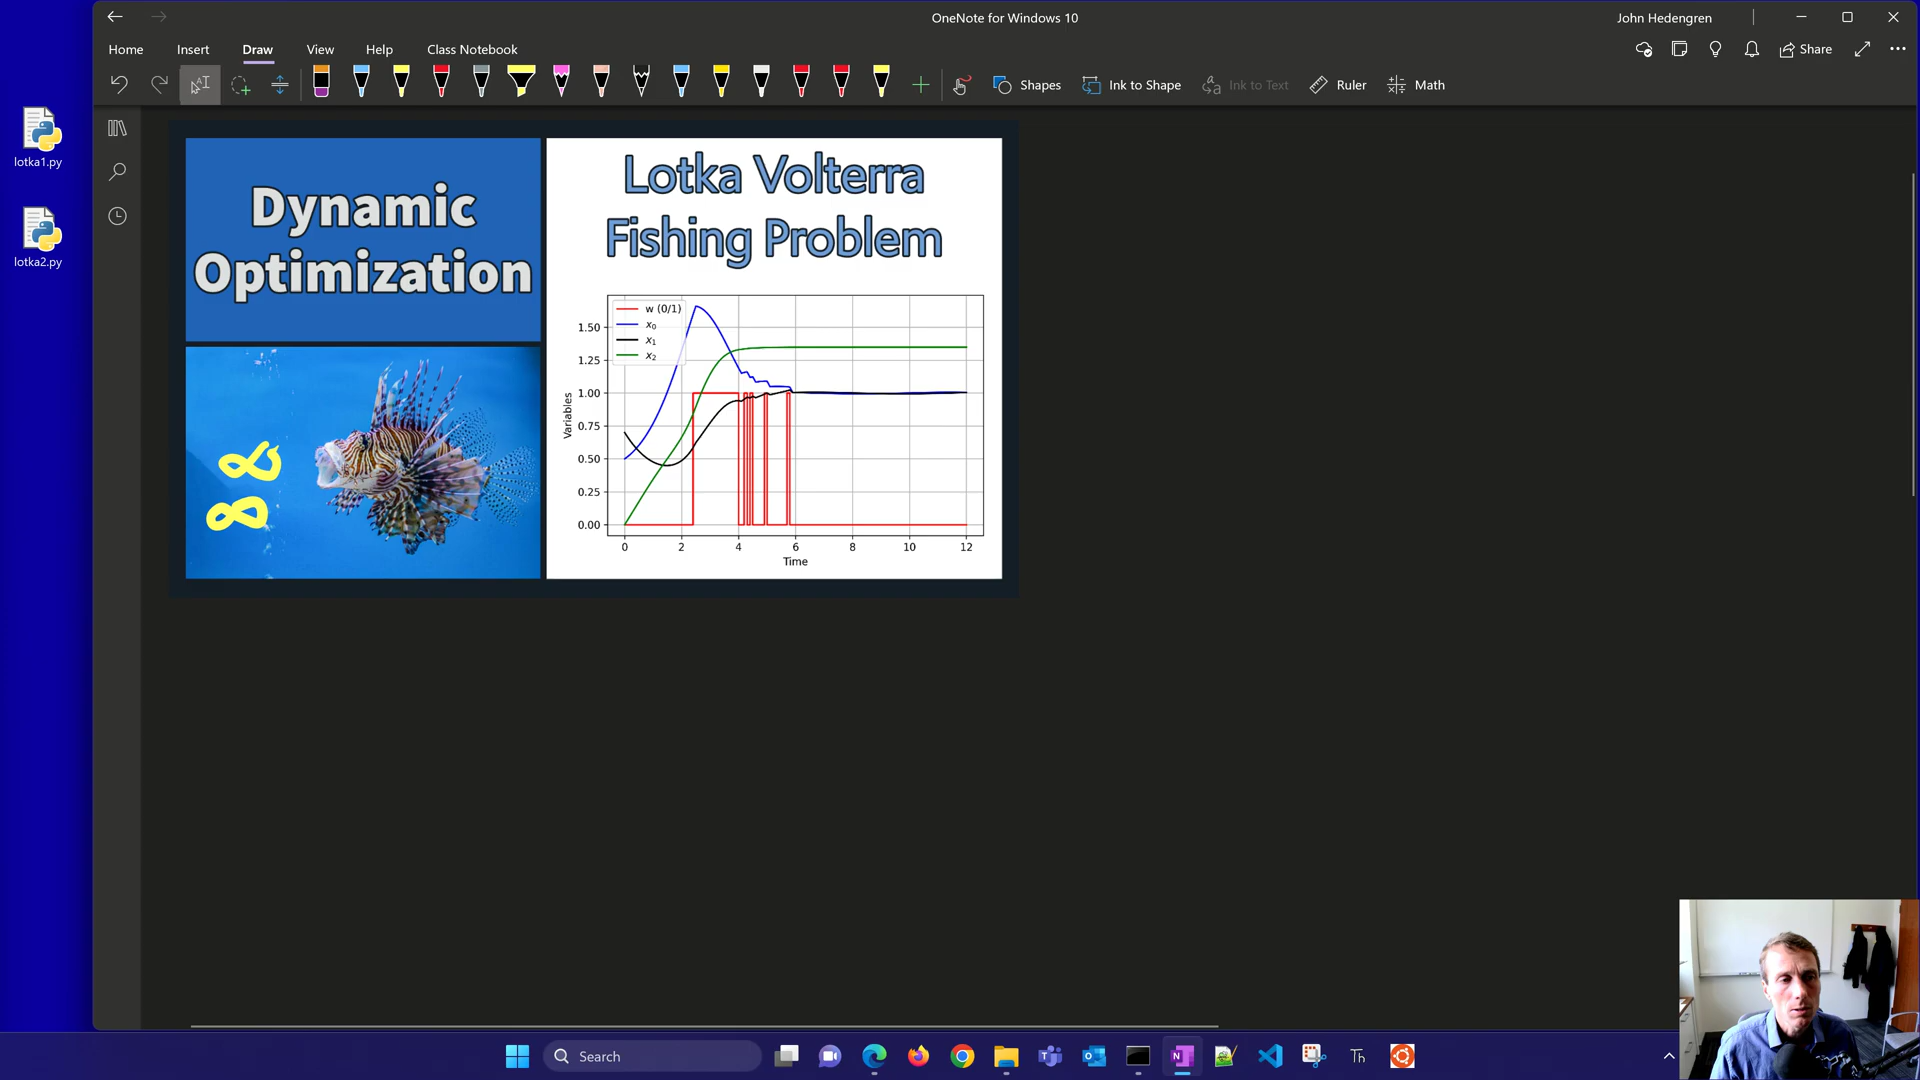 OneNote for Windows 10
John Hedengren
Home
Insert
Draw
View
Help
Class Notebook
Share
Shapes
Ink to Shape
Ink to Text
Ruler
Math
lotka1.py
lotka2.py
Dynamic
Optimization
Lotka Volterra
Fishing Problem
w (0/1)
x₀
x₁
x₂
1.50
1.25
1.00
0.75
0.50
0.25
0.00
Variables
0
2
4
6
8
10
12
Time
Search
Th